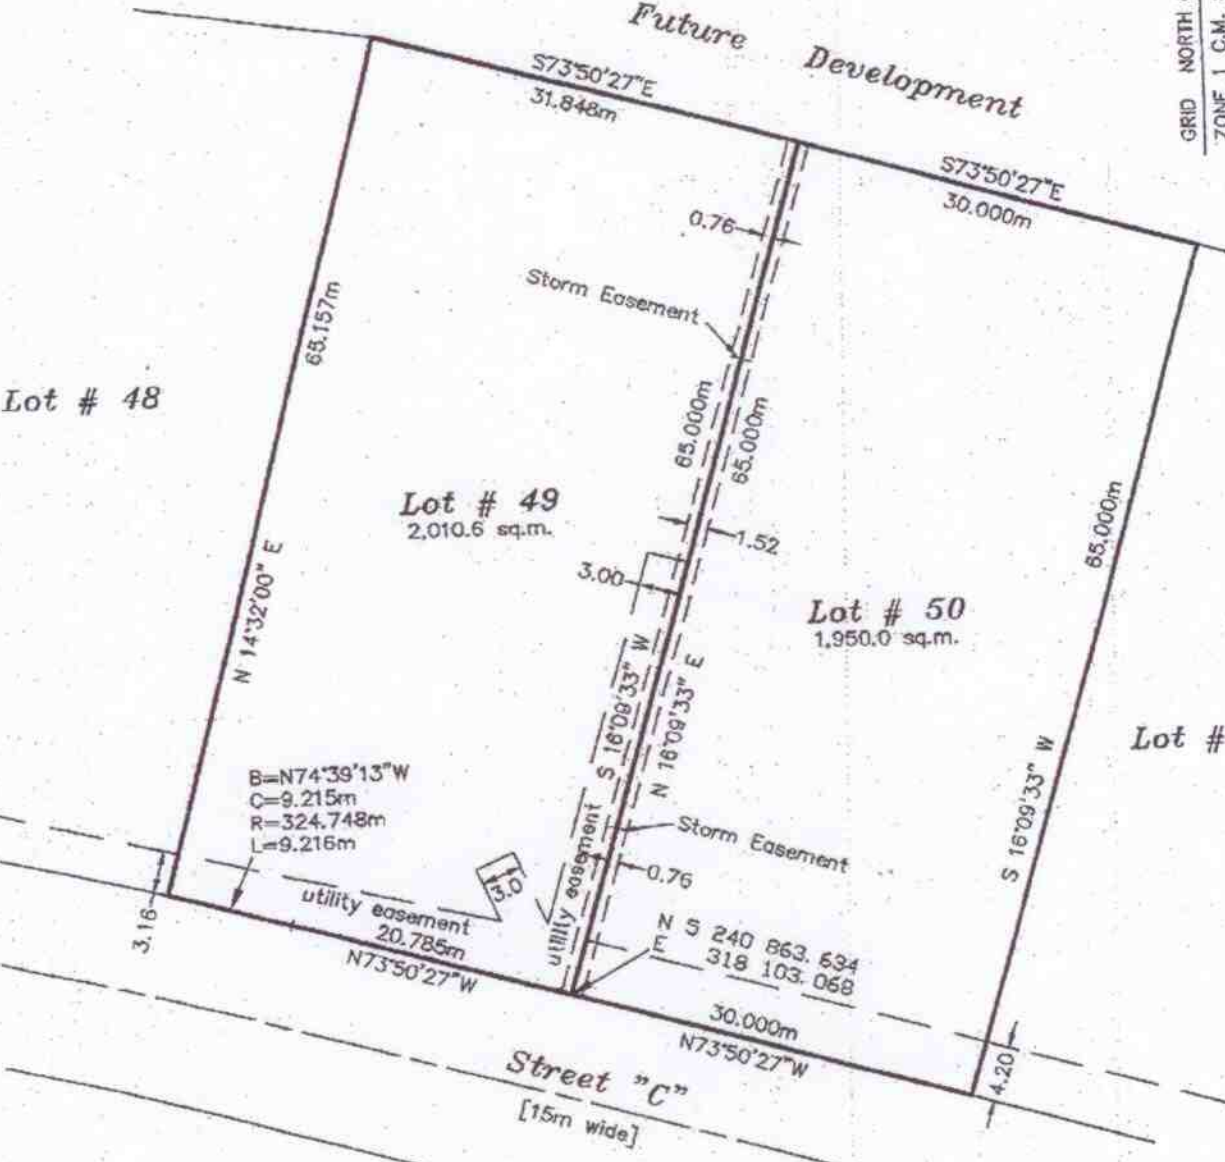 Future Development
GRID NORTH
ZONE 1 C.M.
S73°50'27"E
31.848m
S73°50'27"E
30.000m
0.76
Storm Easement
65.157m
65.000m
65.000m
Lot # 48
Lot # 49
2,010.6 sq.m.
1.52
3.00
65.000m
Lot # 50
1,950.0 sq.m.
N 14°32'00" E
S 16°09'33" W
N 16°09'33" E
S 16°09'33" W
Lot #
B=N74°39'13"W
C=9.215m
R=324.748m
L=9.216m
Storm Easement
0.76
3.0
utility easement
utility easement
20.785m
N73°50'27"W
3.16
N 5 240 863.634
E 318 103.068
30.000m
N73°50'27"W
4.20
Street "C"
[15m wide]